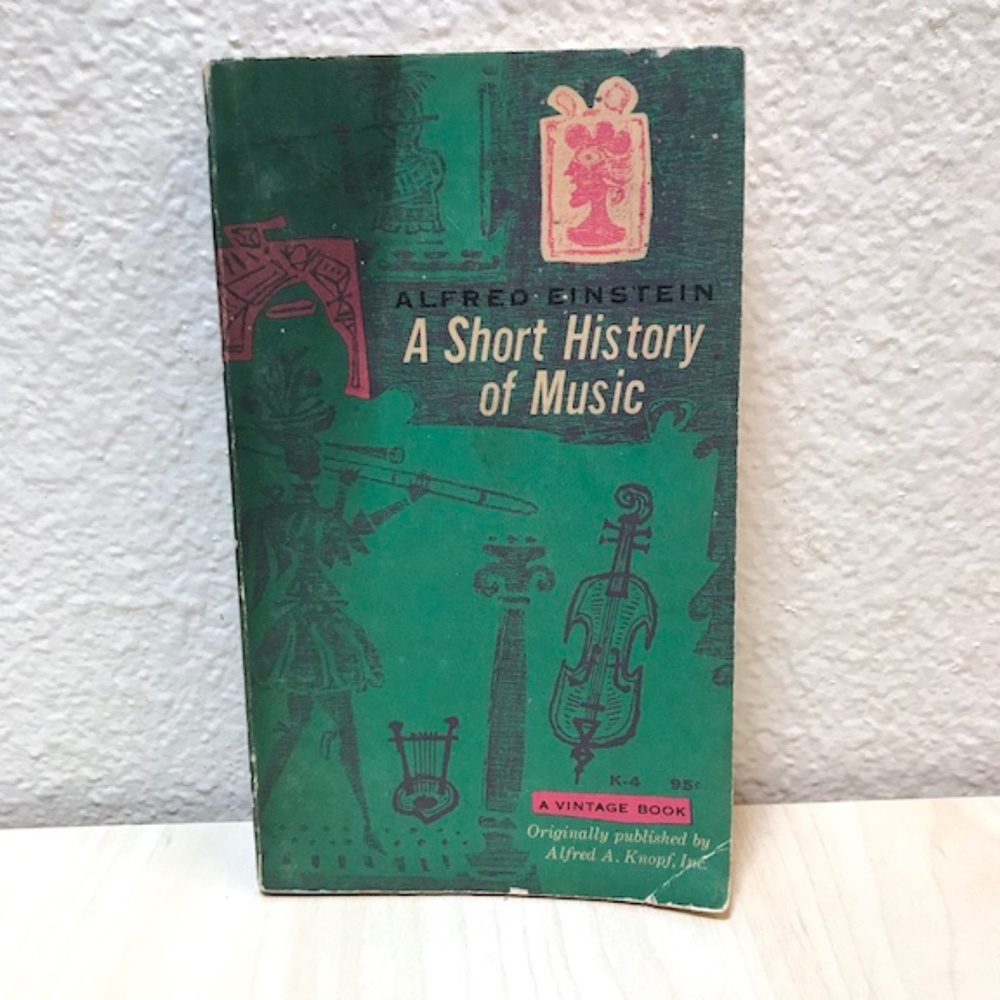 ALFRED EINSTEIN
A Short History
of Music
K-4 95¢
A VINTAGE BOOK
Originally published by
Alfred A. Knopf, Inc.